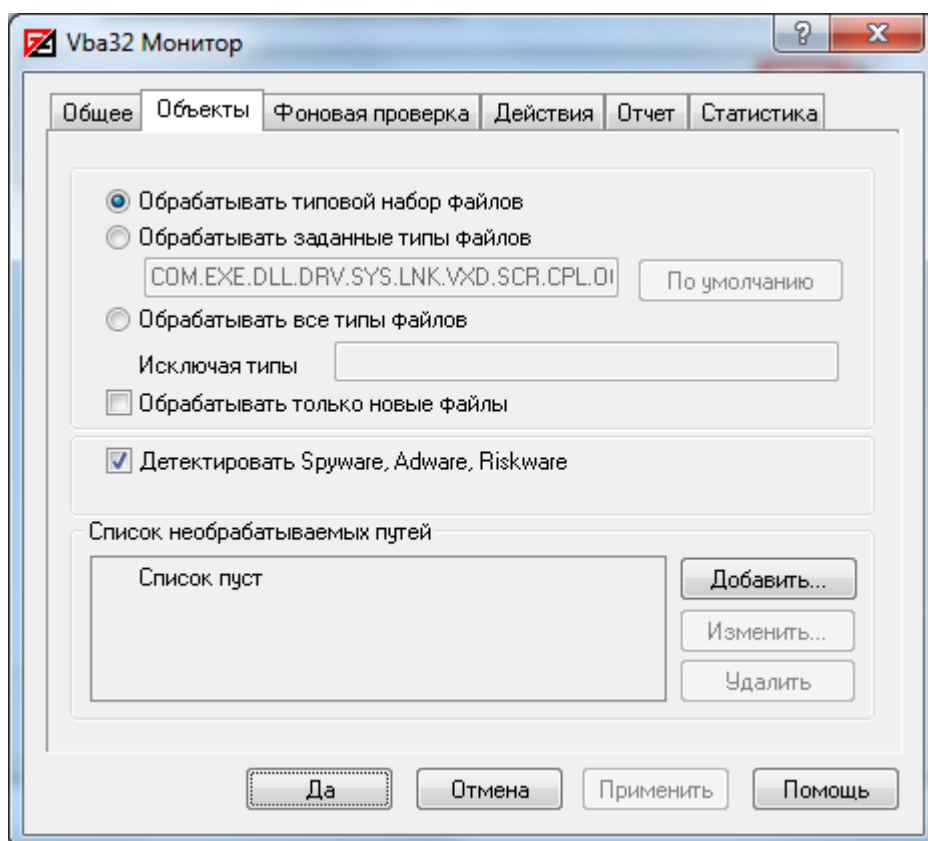 Vba32 Монитор
Общее Объекты Фоновая проверка Действия Отчет Статистика
Обрабатывать типовой набор файлов
Обрабатывать заданные типы файлов
COM.EXE.DLL.DRV.SYS.LNK.VXD.SCR.CPL.O
По умолчанию
Обрабатывать все типы файлов
Исключая типы
Обрабатывать только новые файлы
Детектировать Spyware, Adware, Riskware
Список необрабатываемых путей
Список пуст
Добавить...
Изменить...
Удалить
Да Отмена Применить Помощь